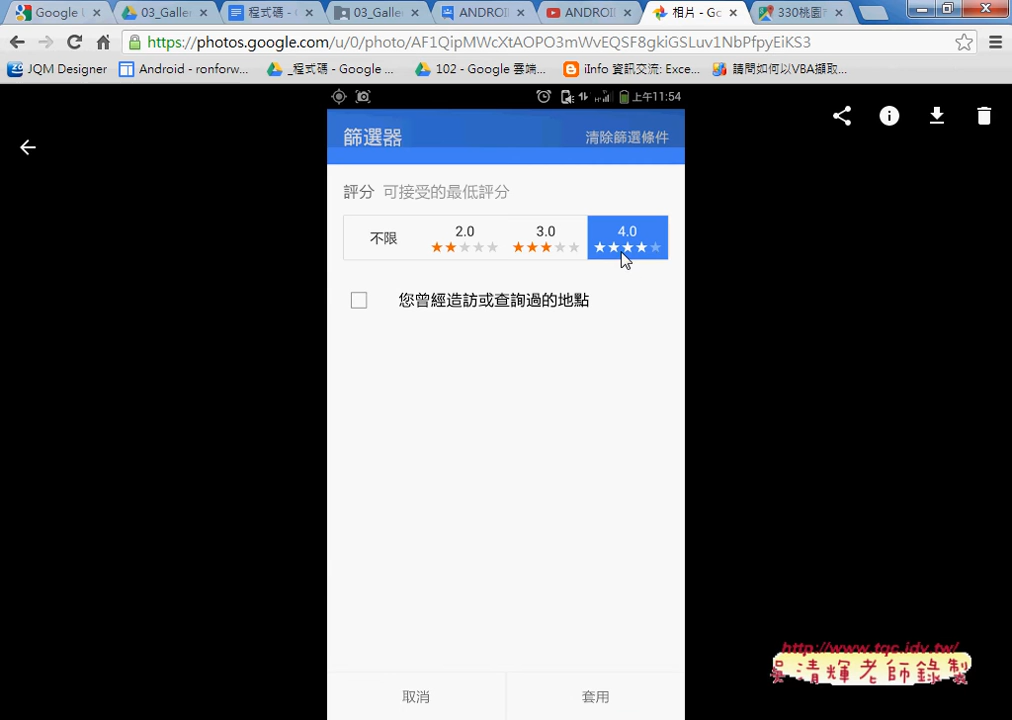 Google
03_Galle
程式碼 -
03_Galle
ANDROI
ANDROI
相片 - Gc
330桃園
https://photos.google.com/u/0/photo/AF1QipMWcXtAOPO3mWvEQSF8gkiGSLuv1NbPfpyEiKS3
JQM Designer
Android - ronforw...
_程式碼 - Google ...
102 - Google 雲端...
iInfo 資訊交流: Exce...
請問如何以VBA擷取...
上午11:54
篩選器
清除篩選條件
評分 可接受的最低評分
不限
2.0
3.0
4.0
您曾經造訪或查詢過的地點
取消
套用
http://www.tqc.idv.tw/
吳清輝老師錄製